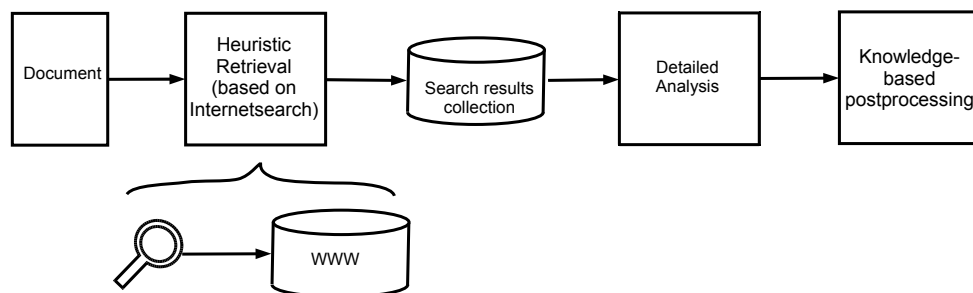 Document
Heuristic
Retrieval
(based on
Internetsearch)
Search results
collection
Detailed
Analysis
Knowledge-
based
postprocessing
WWW